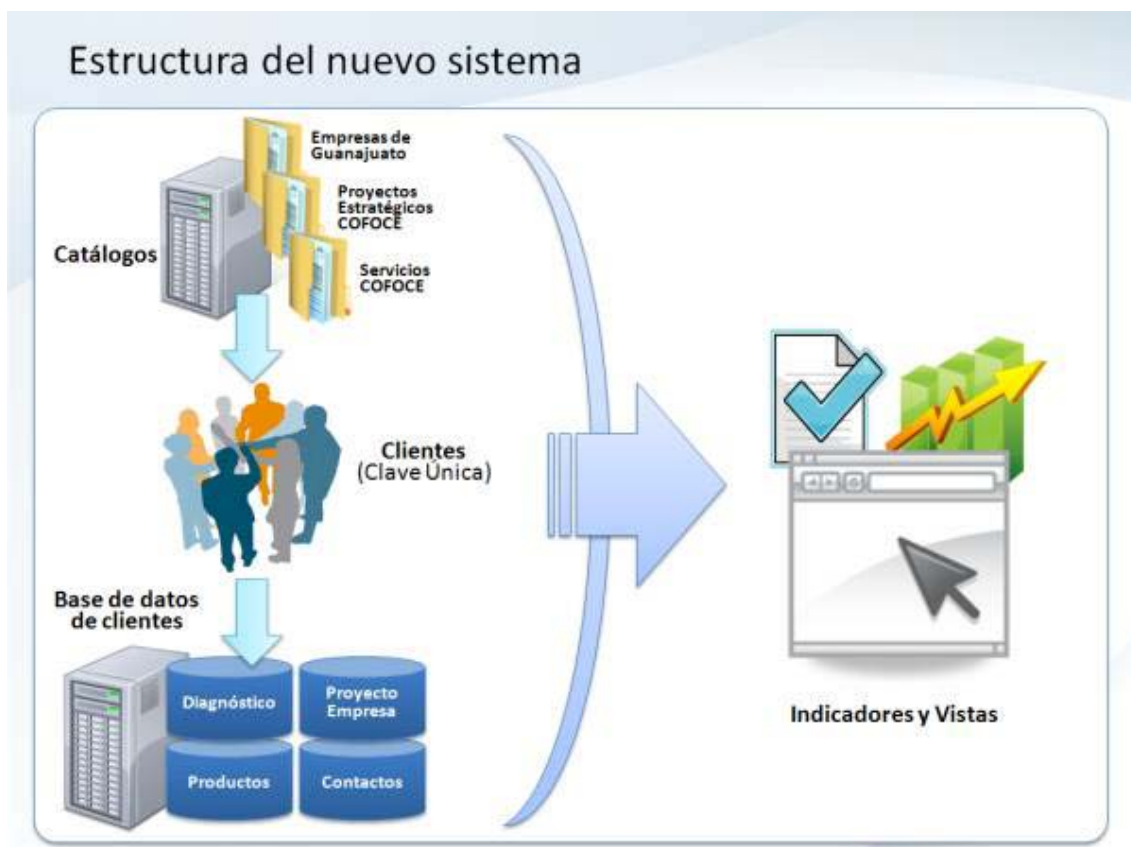 Estructura del nuevo sistema
Empresas de
Guanajuato
Proyectos
Estratégicos
COFOCE
Servicios
COFOCE
Catálogos
Clientes
(Clave Única)
Base de datos
de clientes
Diagnóstico
Proyecto
Empresa
Productos
Contactos
Indicadores y Vistas